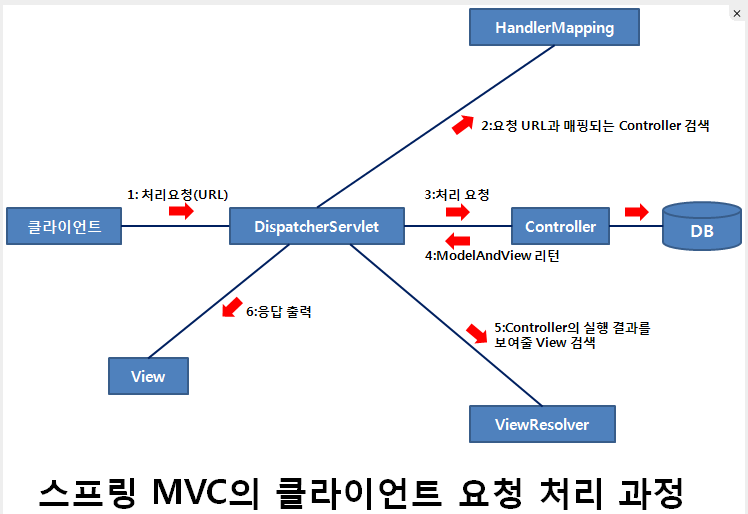 HandlerMapping
2:요청 URL과 매핑되는 Controller 검색
1: 처리요청(URL)
3:처리 요청
클라이언트
DispatcherServlet
Controller
DB
4:ModelAndView 리턴
6:응답 출력
5:Controller의 실행 결과를
보여줄 View 검색
View
ViewResolver
스프링 MVC의 클라이언트 요청 처리 과정